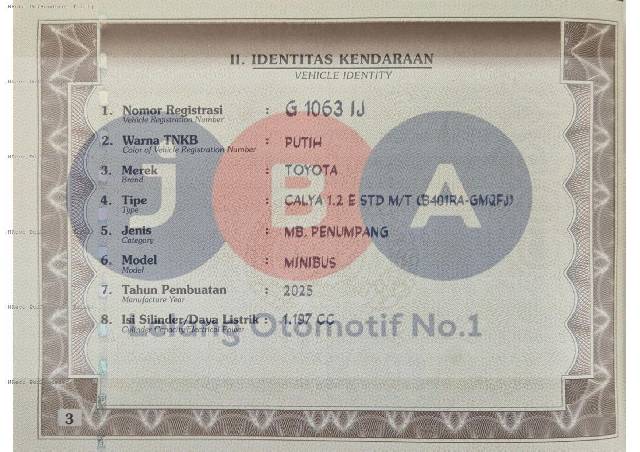 II. IDENTITAS KENDARAAN
VEHICLE IDENTITY
1. Nomor Registrasi : G 1063 IJ
Vehicle Registration Number
2. Warna TNKB : PUTIH
Color of Vehicle Registration Number
3. Merek : TOYOTA
Brand
4. Tipe : CALYA 1.2 E STD M/T (B401RA-GMQFJ)
Type
5. Jenis : MB. PENUMPANG
Category
6. Model : MINIBUS
Model
7. Tahun Pembuatan : 2025
Manufacture Year
8. Isi Silinder/Daya Listrik : 1.197 CC
Cylinder Capacity/Electrical Power
JBA
Lelang Otomotif No.1
3